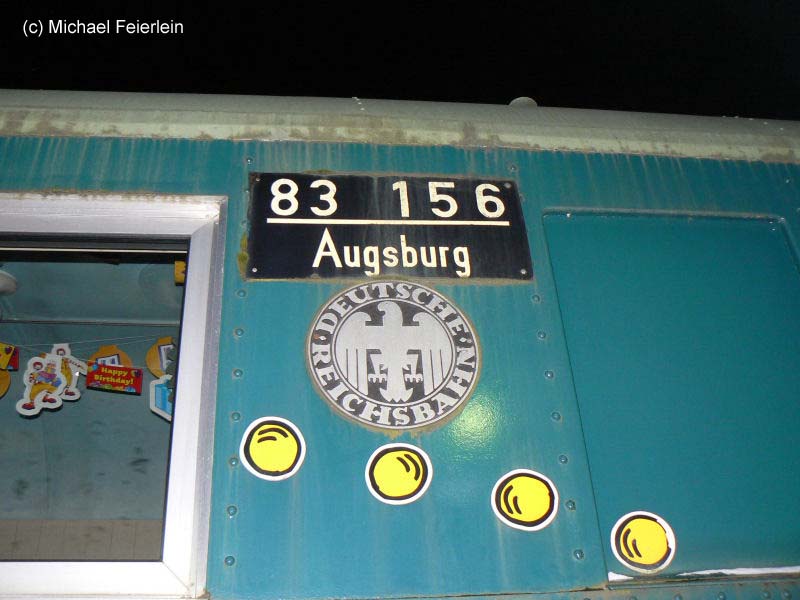 (c) Michael Feierlein
83 156
Augsburg
DEUTSCHE
REICHSBAHN
Happy
Birthday!